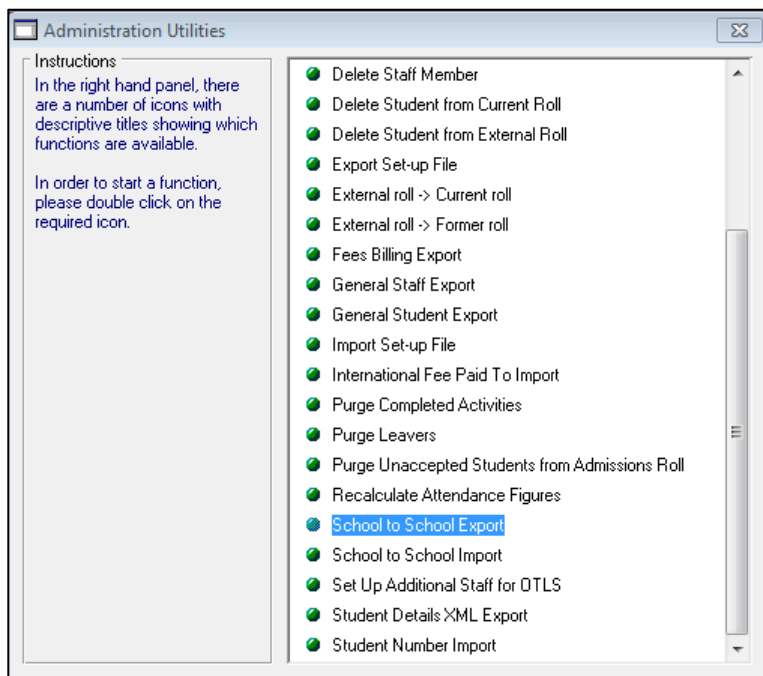 Administration Utilities
Instructions
In the right hand panel, there
are a number of icons with
descriptive titles showing which
functions are available.
In order to start a function,
please double click on the
required icon.
Delete Staff Member
Delete Student from Current Roll
Delete Student from External Roll
Export Set-up File
External roll -> Current roll
External roll -> Former roll
Fees Billing Export
General Staff Export
General Student Export
Import Set-up File
International Fee Paid To Import
Purge Completed Activities
Purge Leavers
Purge Unaccepted Students from Admissions Roll
Recalculate Attendance Figures
School to School Export
School to School Import
Set Up Additional Staff for OTLS
Student Details XML Export
Student Number Import